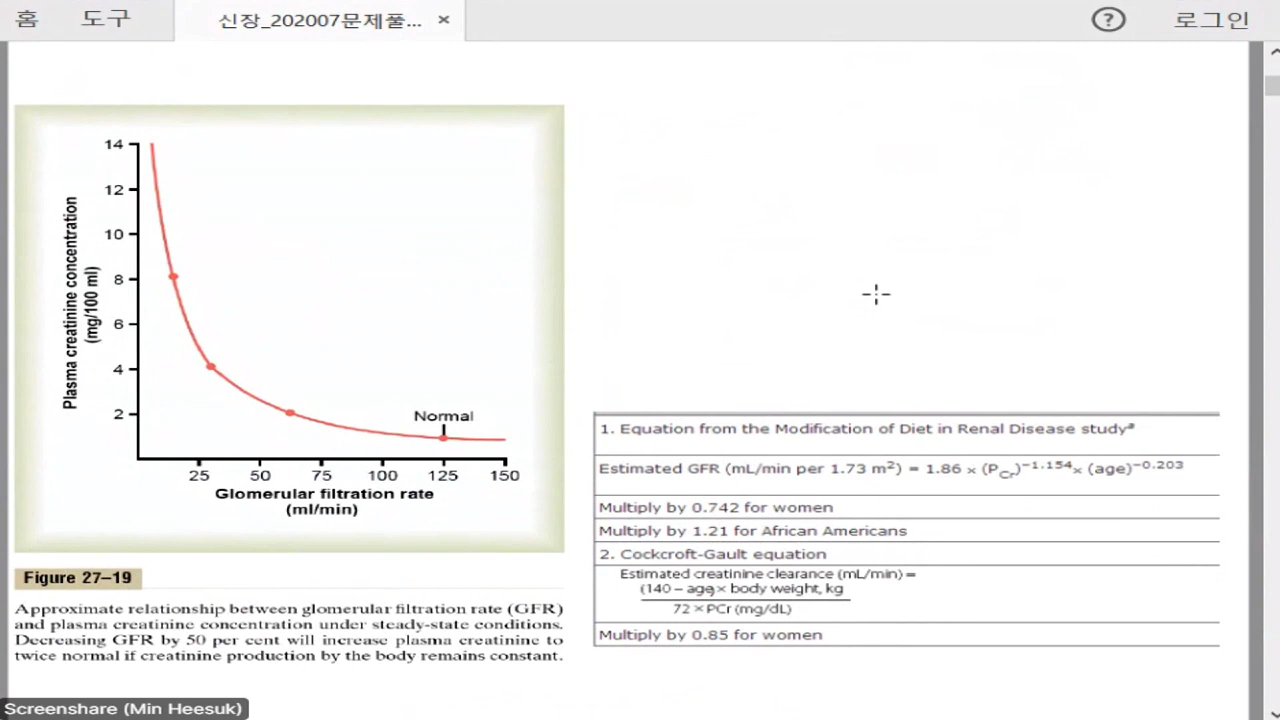 홈 도구 신장_202007문제풀... × ? 로그인
14
12
10
8
6
4
2
Plasma creatinine concentration
(mg/100 ml)
Normal
25 50 75 100 125 150
Glomerular filtration rate
(ml/min)
Figure 27–19
Approximate relationship between glomerular filtration rate (GFR)
and plasma creatinine concentration under steady-state conditions.
Decreasing GFR by 50 per cent will increase plasma creatinine to
twice normal if creatinine production by the body remains constant.
1. Equation from the Modification of Diet in Renal Disease studyª
Estimated GFR (mL/min per 1.73 m²) = 1.86 × (PCr)⁻¹·¹⁵⁴× (age)⁻⁰·²⁰³
Multiply by 0.742 for women
Multiply by 1.21 for African Americans
2. Cockcroft-Gault equation
Estimated creatinine clearance (mL/min) =
(140 – age) × body weight, kg
72 × PCr (mg/dL)
Multiply by 0.85 for women
Screenshare (Min Heesuk)